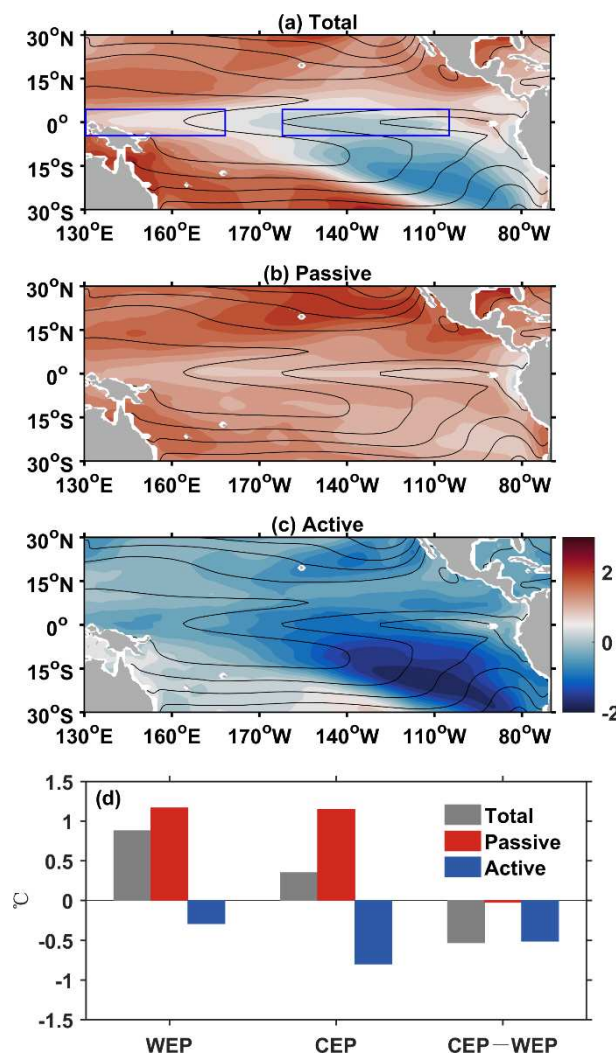 (a) Total
30°N
15°N
0°
15°S
30°S
130°E 160°E 170°W 140°W 110°W 80°W
(b) Passive
30°N
15°N
0°
15°S
30°S
130°E 160°E 170°W 140°W 110°W 80°W
(c) Active
30°N
15°N
0°
15°S
30°S
130°E 160°E 170°W 140°W 110°W 80°W
2
0
-2
(d)
1.5
1
0.5
0
-0.5
-1
-1.5
℃
Total
Passive
Active
WEP CEP CEP—WEP